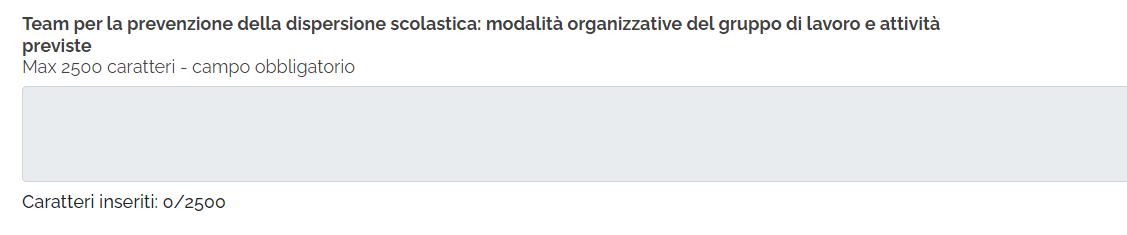 Team per la prevenzione della dispersione scolastica: modalità organizzative del gruppo di lavoro e attività
previste
Max 2500 caratteri - campo obbligatorio
Caratteri inseriti: 0/2500